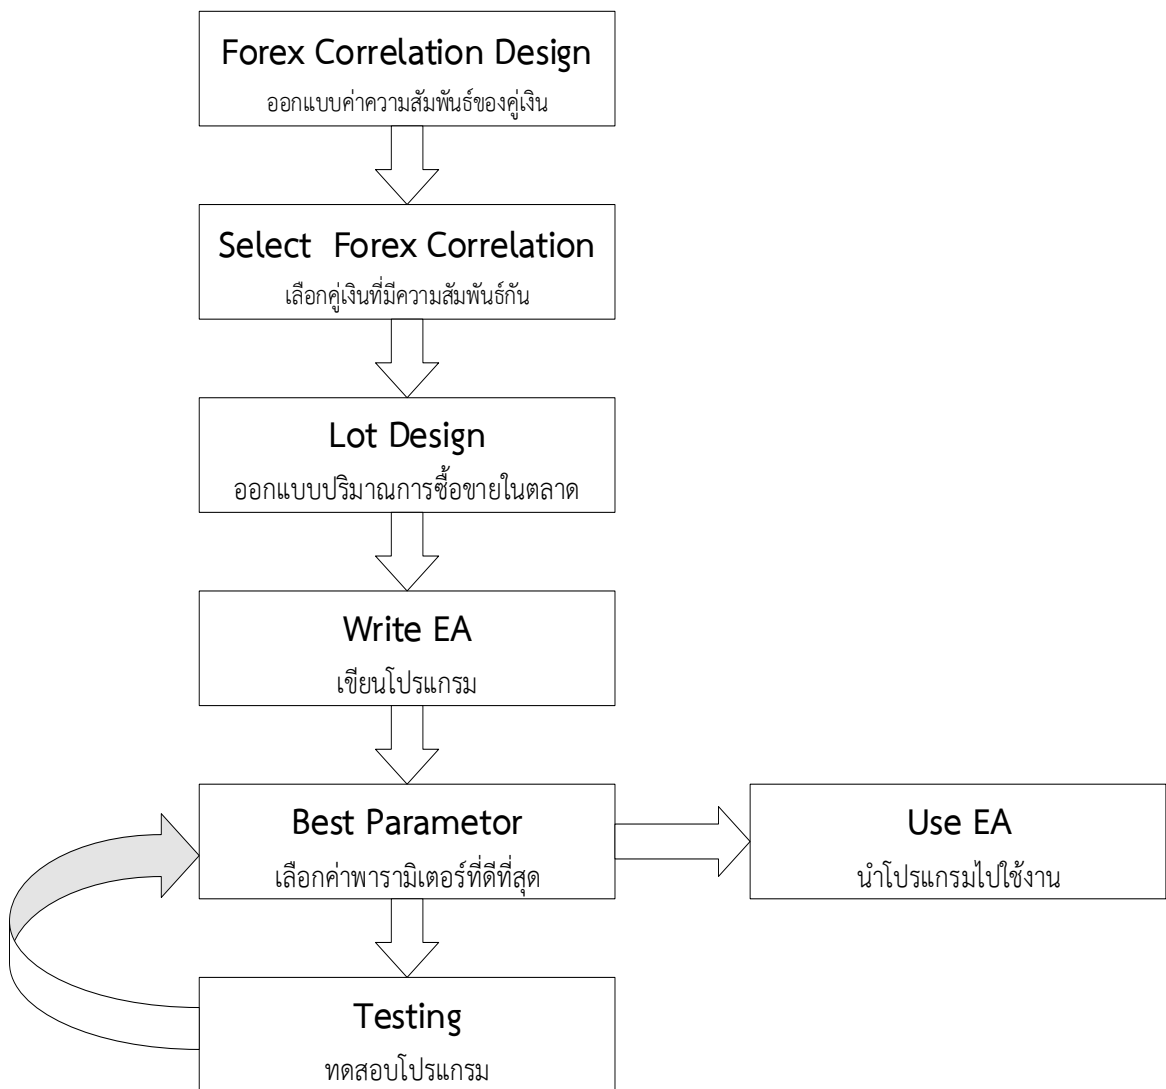 Forex Correlation Design
ออกแบบค่าความสัมพันธ์ของคู่เงิน
Select  Forex Correlation
เลือกคู่เงินที่มีความสัมพันธ์กัน
Lot Design
ออกแบบปริมาณการซื้อขายในตลาด
Write EA
เขียนโปรแกรม
Best Parametor
เลือกค่าพารามิเตอร์ที่ดีที่สุด
Use EA
นำโปรแกรมไปใช้งาน
Testing
ทดสอบโปรแกรม